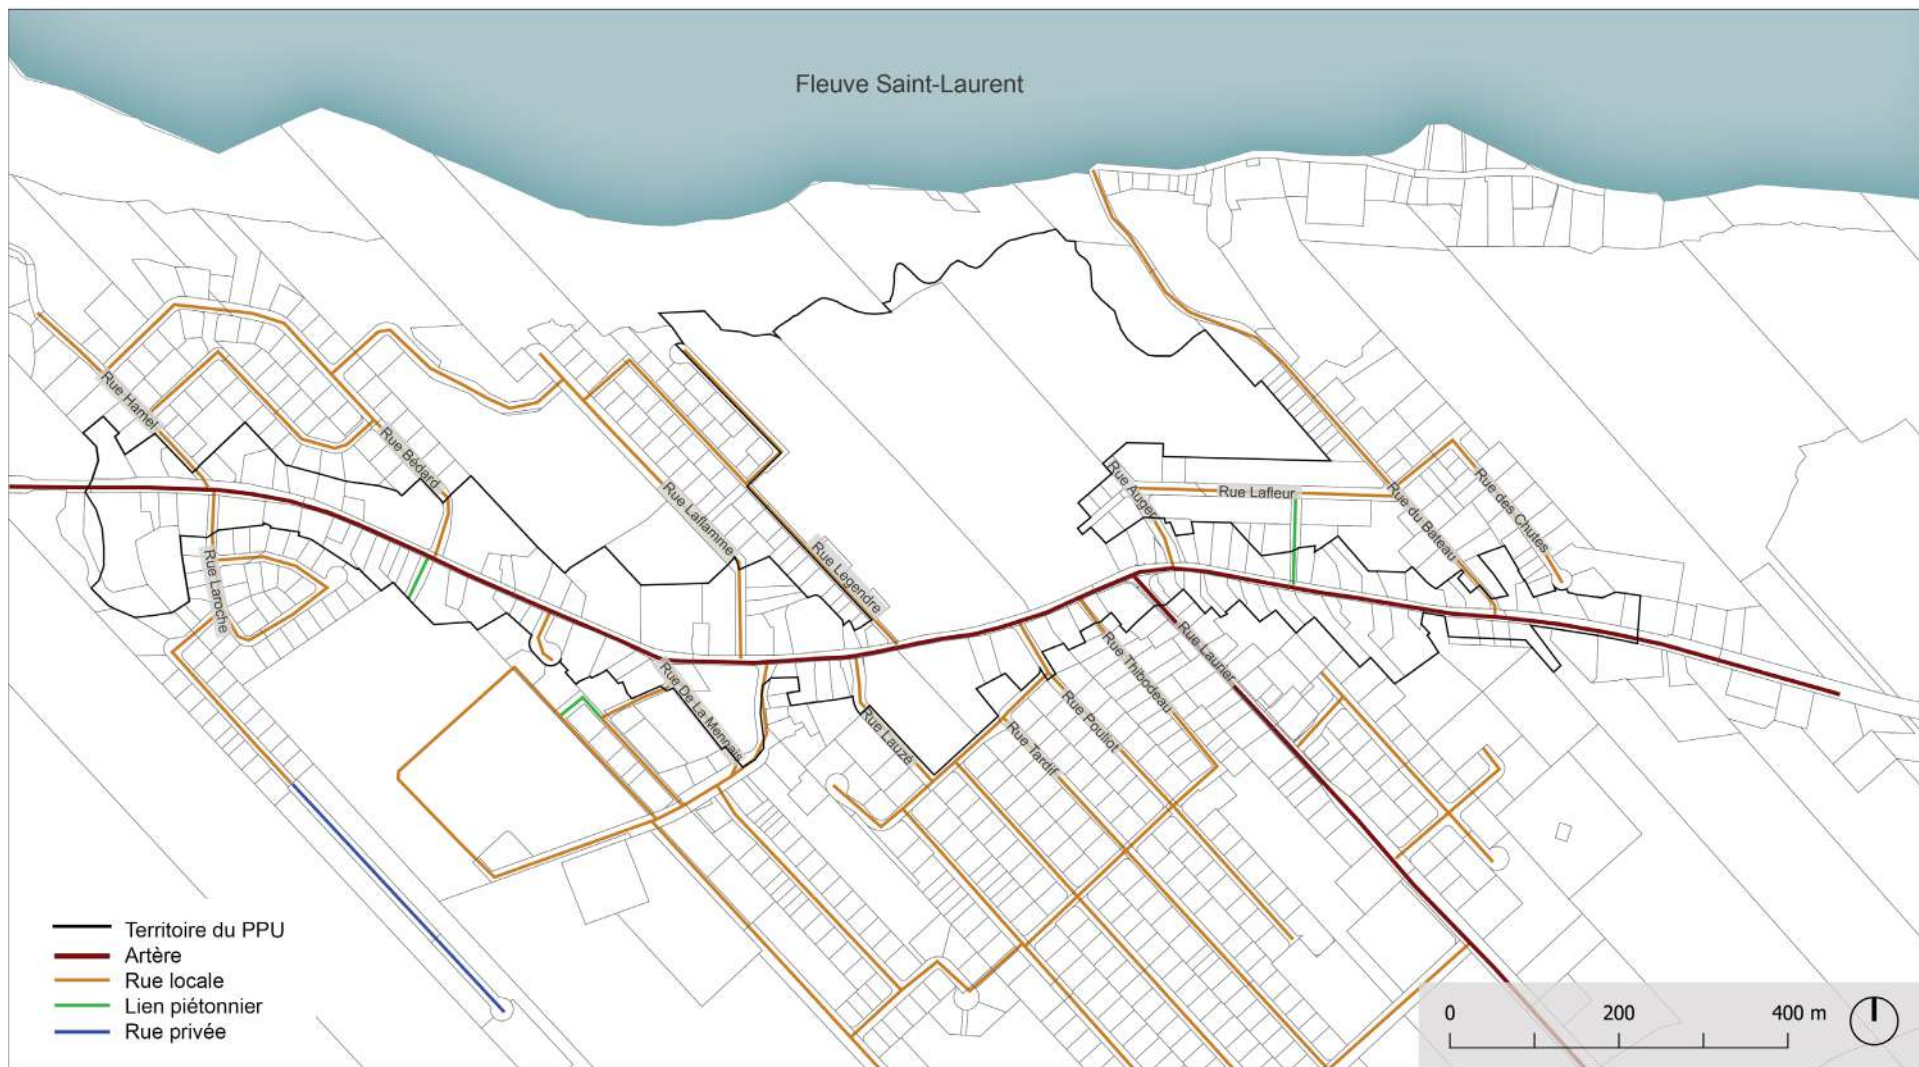 Fleuve Saint-Laurent
Rue Hamel
Rue Bédard
Rue Laflamme
Rue Legendre
Rue Auger
Rue Lafleur
Rue du Bateau
Rue des Chutes
Rue Laroche
Rue De La Mennais
Rue Lauzé
Rue Tardif
Rue Pouliot
Rue Thibodeau
Rue Laurier
Territoire du PPU
Artère
Rue locale
Lien piétonnier
Rue privée
0 200 400 m